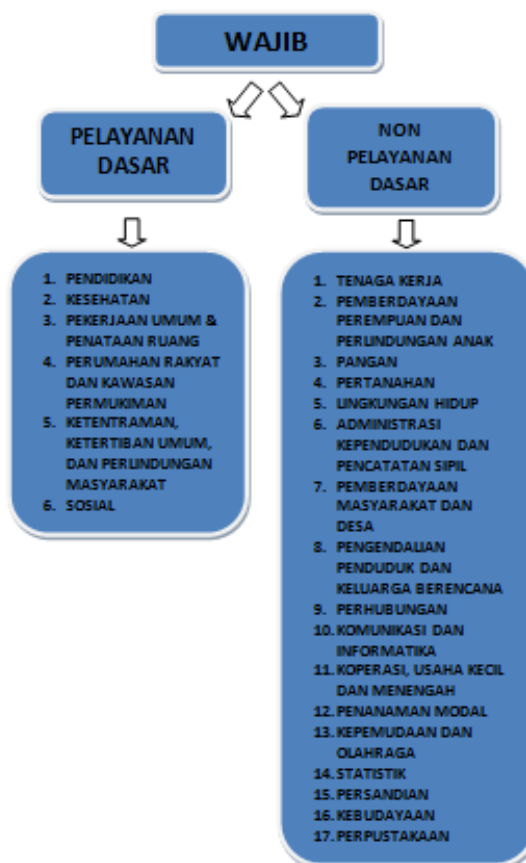 WAJIB
PELAYANAN
DASAR
1. PENDIDIKAN
2. KESEHATAN
3. PEKERJAAN UMUM &
PENATAAN RUANG
4. PERUMAHAN RAKYAT
DAN KAWASAN
PERMUKIMAN
5. KETENTRAMAN,
KETERTIBAN UMUM,
DAN PERLINDUNGAN
MASYARAKAT
6. SOSIAL
NON
PELAYANAN
DASAR
1. TENAGA KERJA
2. PEMBERDAYAAN
PEREMPUAN DAN
PERLINDUNGAN ANAK
3. PANGAN
4. PERTANAHAN
5. LINGKUNGAN HIDUP
6. ADMINISTRASI
KEPENDUDUKAN DAN
PENCATATAN SIPIL
7. PEMBERDAYAAN
MASYARAKAT DAN
DESA
8. PENGENDALIAN
PENDUDUK DAN
KELUARGA BERENCANA
9. PERHUBUNGAN
10. KOMUNIKASI DAN
INFORMATIKA
11. KOPERASI, USAHA KECIL
DAN MENENGAH
12. PENANAMAN MODAL
13. KEPEMUDAAN DAN
OLAHRAGA
14. STATISTIK
15. PERSANDIAN
16. KEBUDAYAAN
17. PERPUSTAKAAN